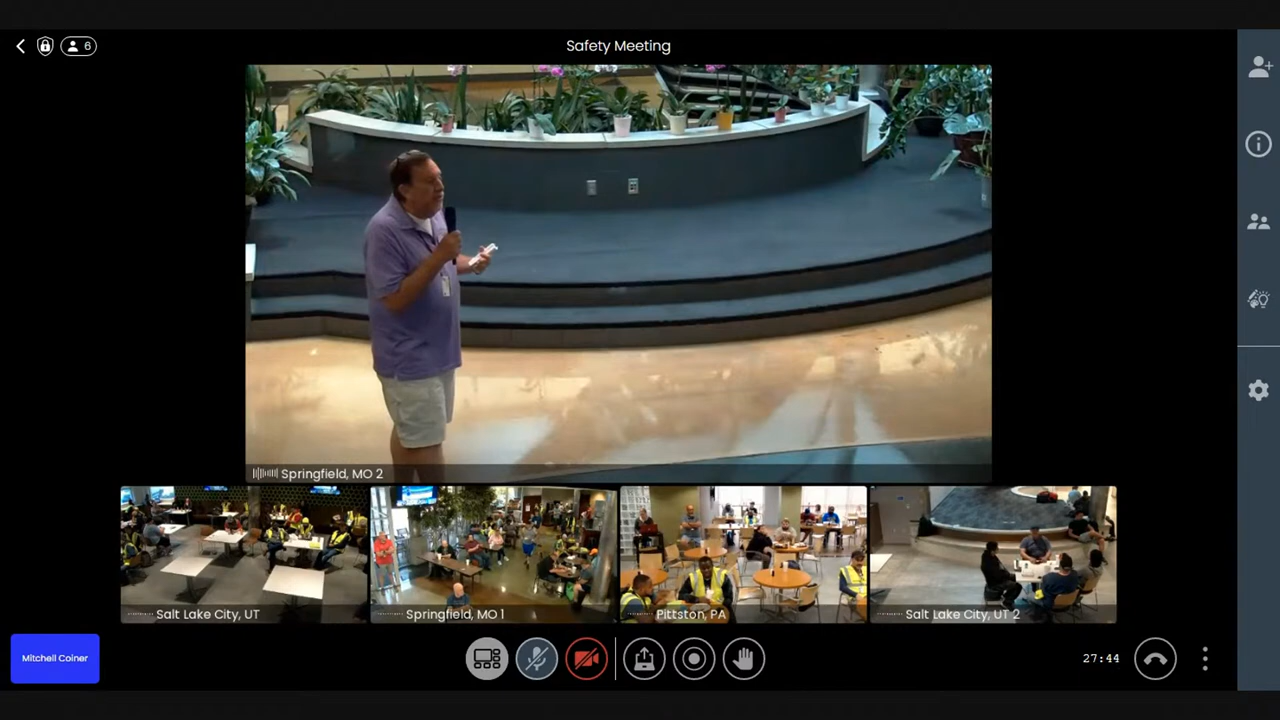 6
Safety Meeting
Springfield, MO 2
Salt Lake City, UT
Springfield, MO 1
Pittston, PA
Salt Lake City, UT 2
Mitchell Coiner
27:44